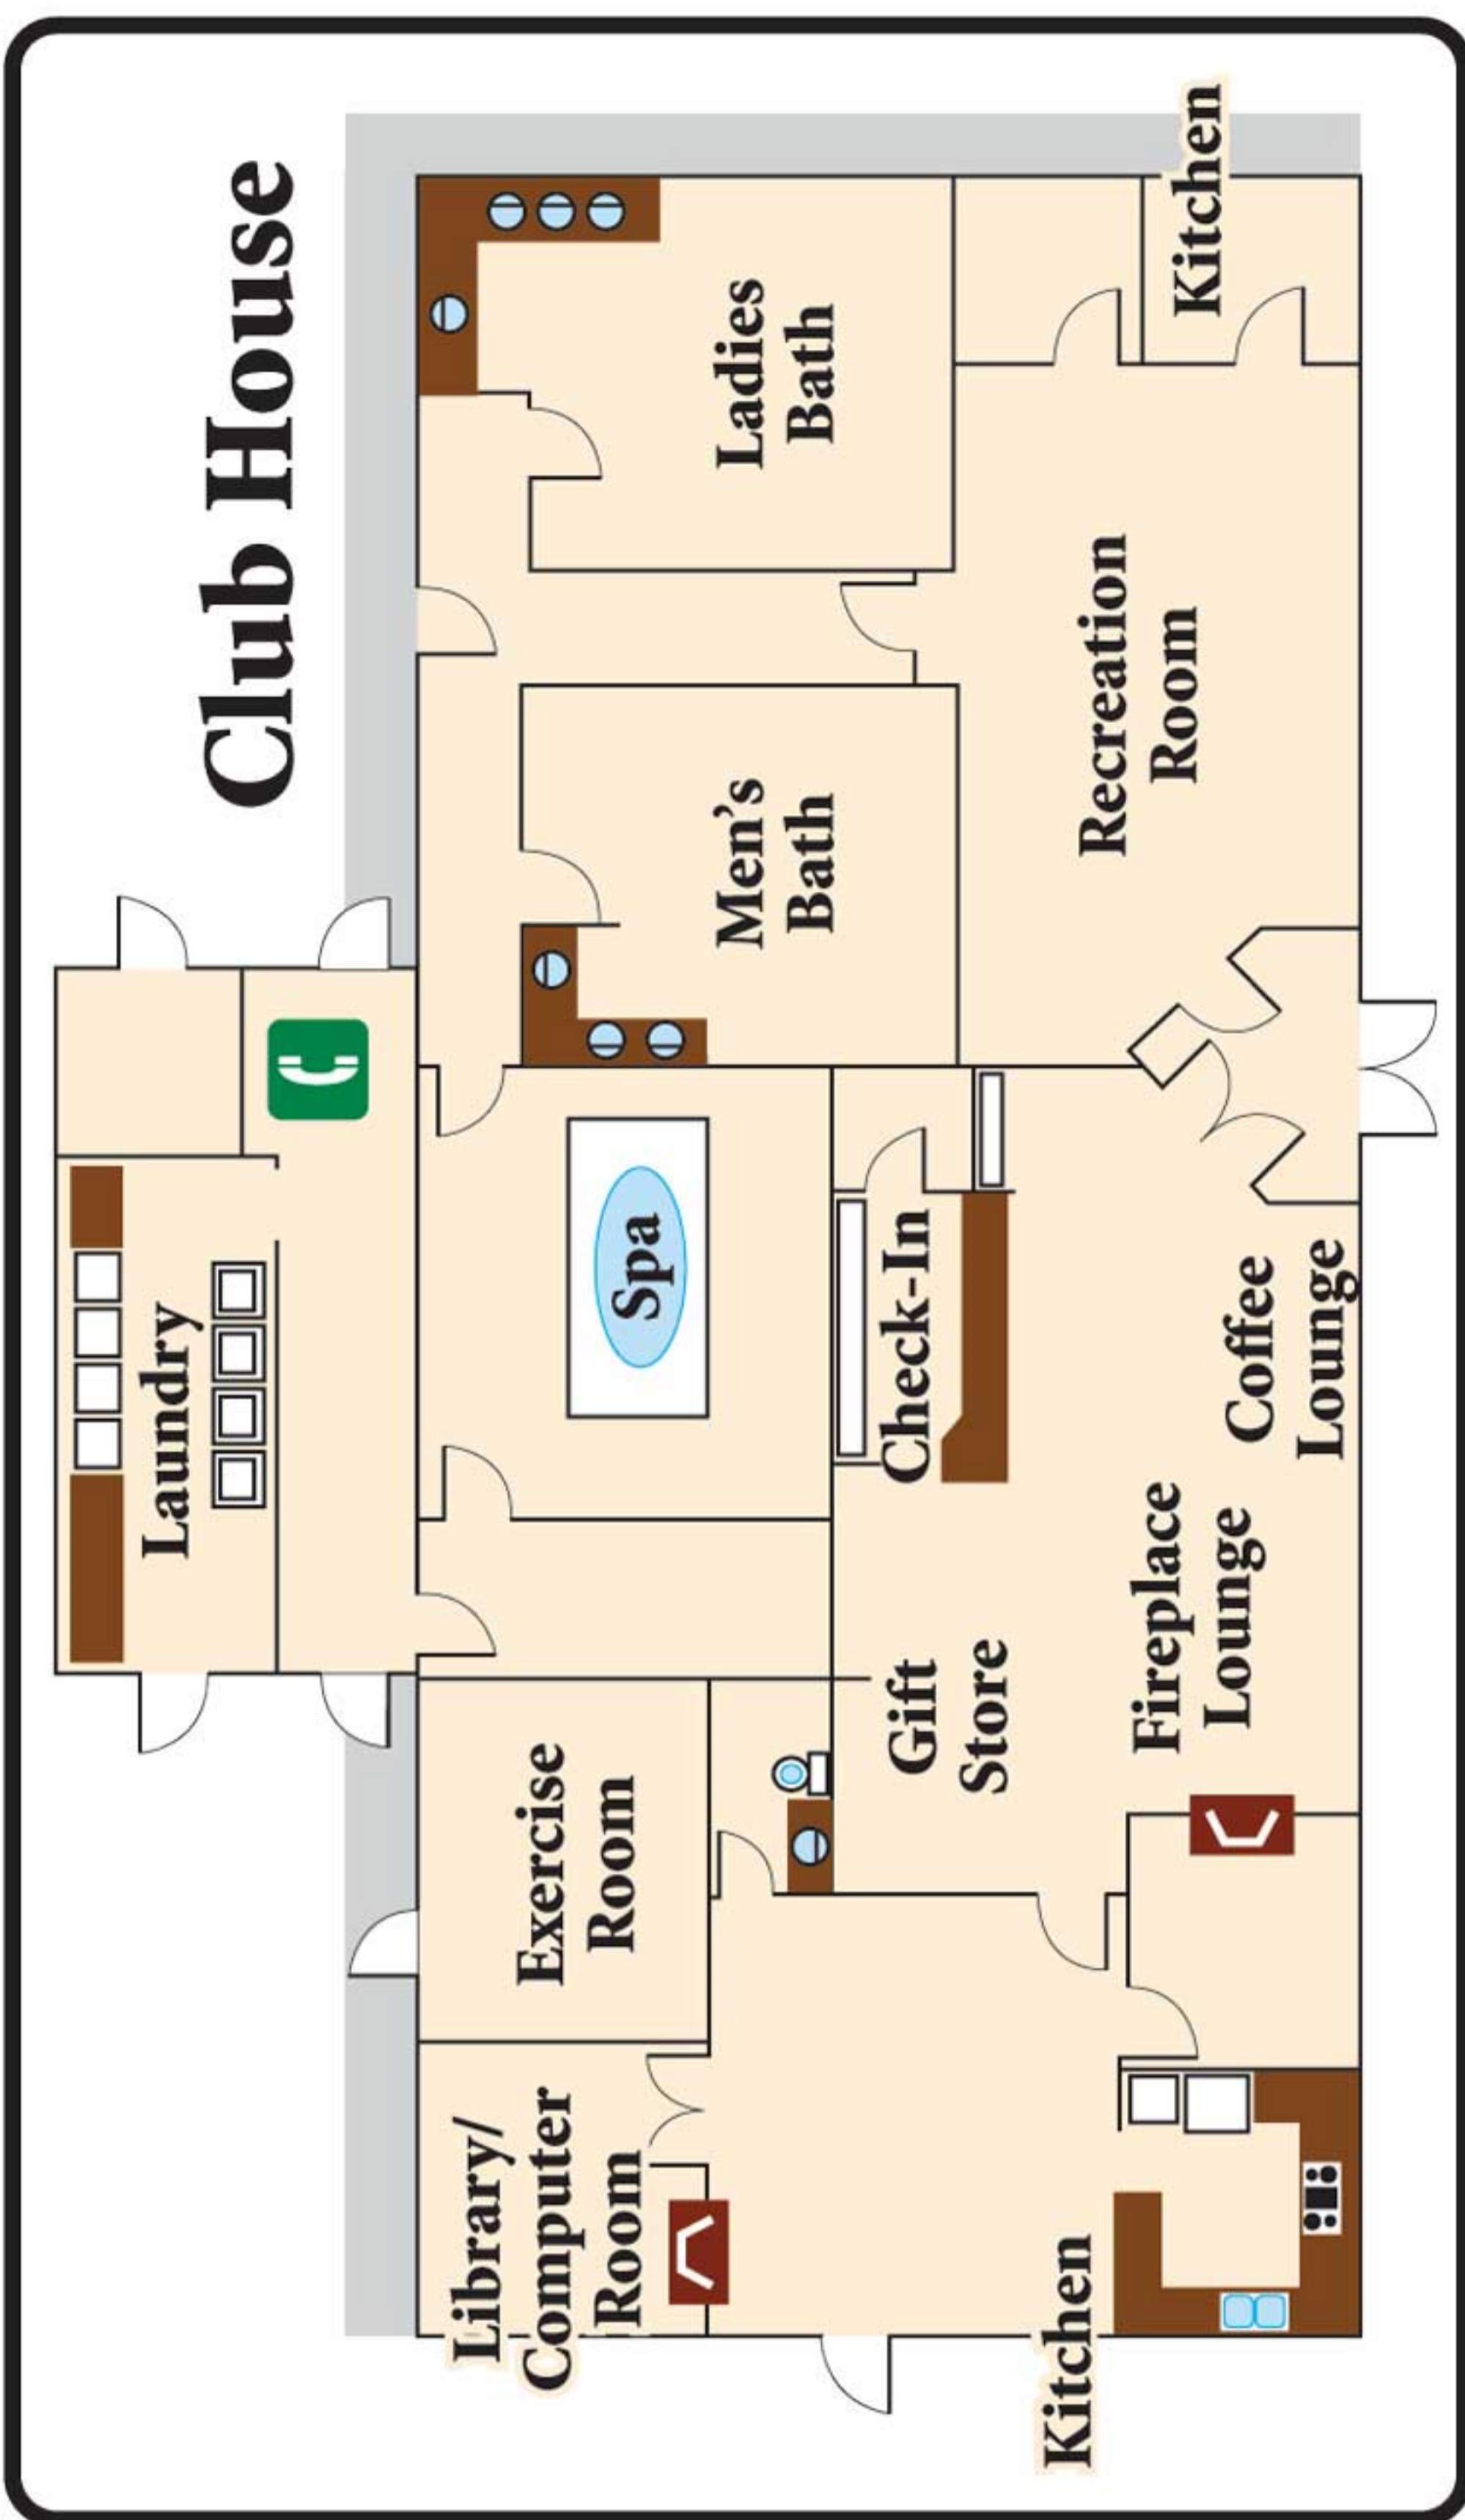 Club House
Laundry
Library/
Computer
Room
Exercise
Room
Spa
Men's
Bath
Ladies
Bath
Gift
Store
Check-In
Kitchen
Fireplace
Lounge
Coffee
Lounge
Recreation
Room
Kitchen